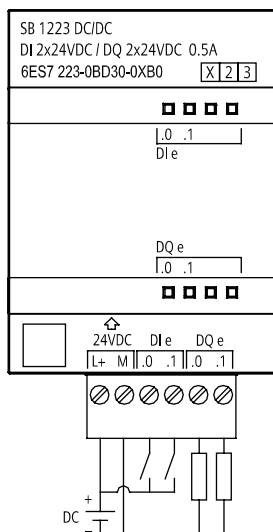 SB 1223 DC/DC
DI 2x24VDC / DQ 2x24VDC 0.5A
6ES7 223-0BD30-0XB0 X 2 3
.0 .1
DI e
DQ e
.0 .1
24VDC DI e DQ e
L+ M .0 .1 .0 .1
+
DC
−